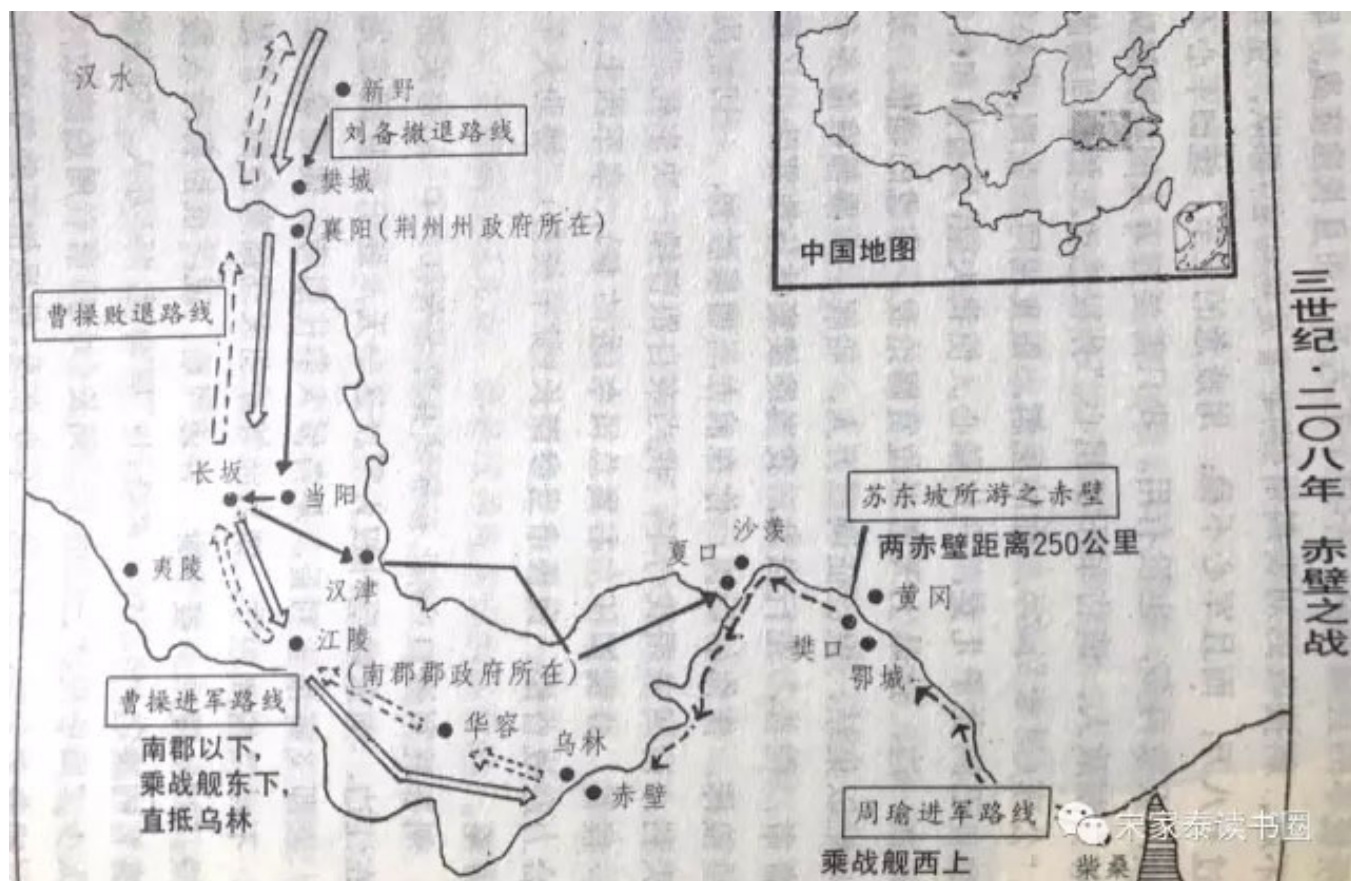 汉水
新野
刘备撤退路线
樊城
襄阳(荆州州政府所在)
中国地图
曹操败退路线
三世纪·二〇八年 赤壁之战
长坂
当阳
苏东坡所游之赤壁
两赤壁距离250公里
沙羡
夏口
夷陵
汉津
黄冈
樊口
鄂城
江陵
(南郡郡政府所在)
曹操进军路线
南郡以下,
乘战舰东下,
直抵乌林
华容
乌林
赤壁
周瑜进军路线
乘战舰西上
柴桑
宋家泰读书圈